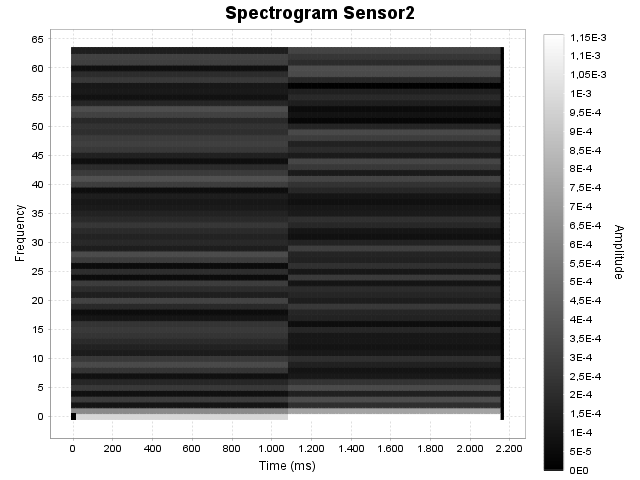 Spectrogram Sensor2
65
60
55
50
45
40
35
30
25
20
15
10
5
0
Frequency
0 200 400 600 800 1.000 1.200 1.400 1.600 1.800 2.000 2.200
Time (ms)
1,15E-3
1,1E-3
1,05E-3
1E-3
9,5E-4
9E-4
8,5E-4
8E-4
7,5E-4
7E-4
6,5E-4
6E-4
5,5E-4
5E-4
4,5E-4
4E-4
3,5E-4
3E-4
2,5E-4
2E-4
1,5E-4
1E-4
5E-5
0E0
Amplitude